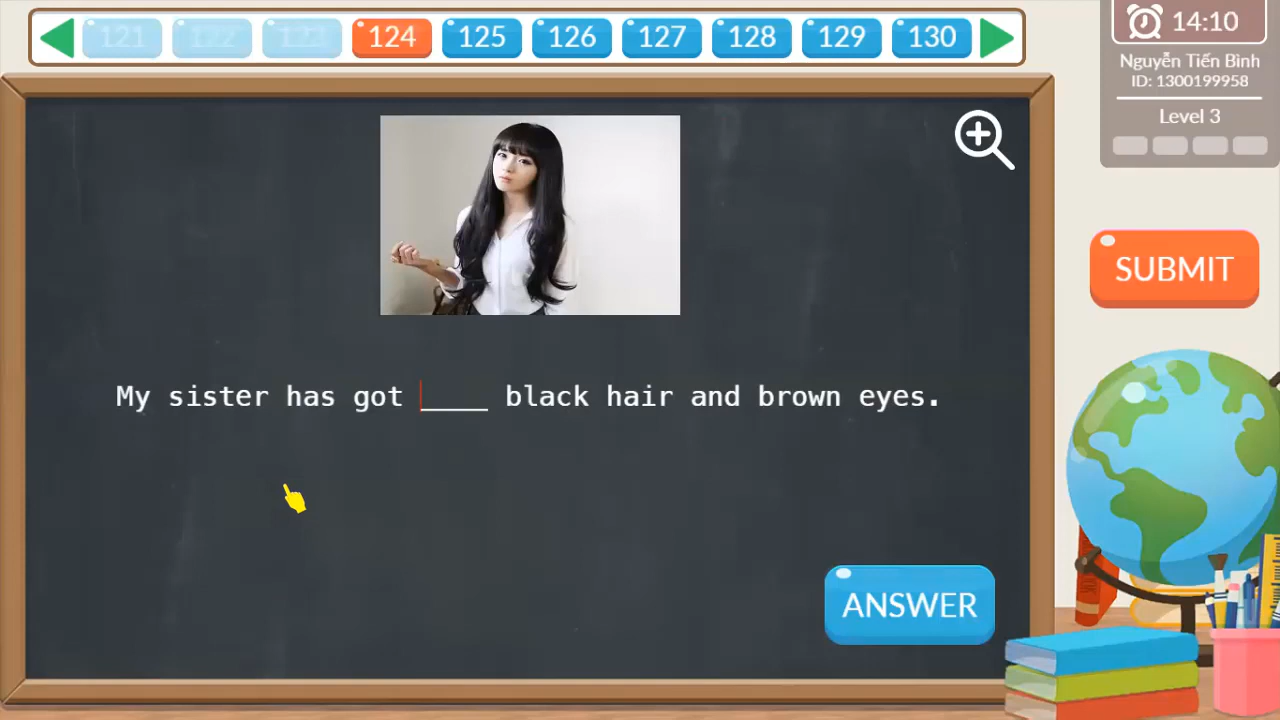 121 122 123 124 125 126 127 128 129 130
14:10
Nguyễn Tiến Bình
ID: 1300199958
Level 3
SUBMIT
My sister has got ____ black hair and brown eyes.
ANSWER